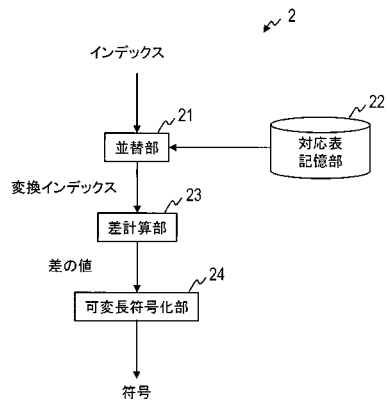 2
インデックス
21
並替部
22
対応表
記憶部
変換インデックス
23
差計算部
差の値
24
可変長符号化部
符号